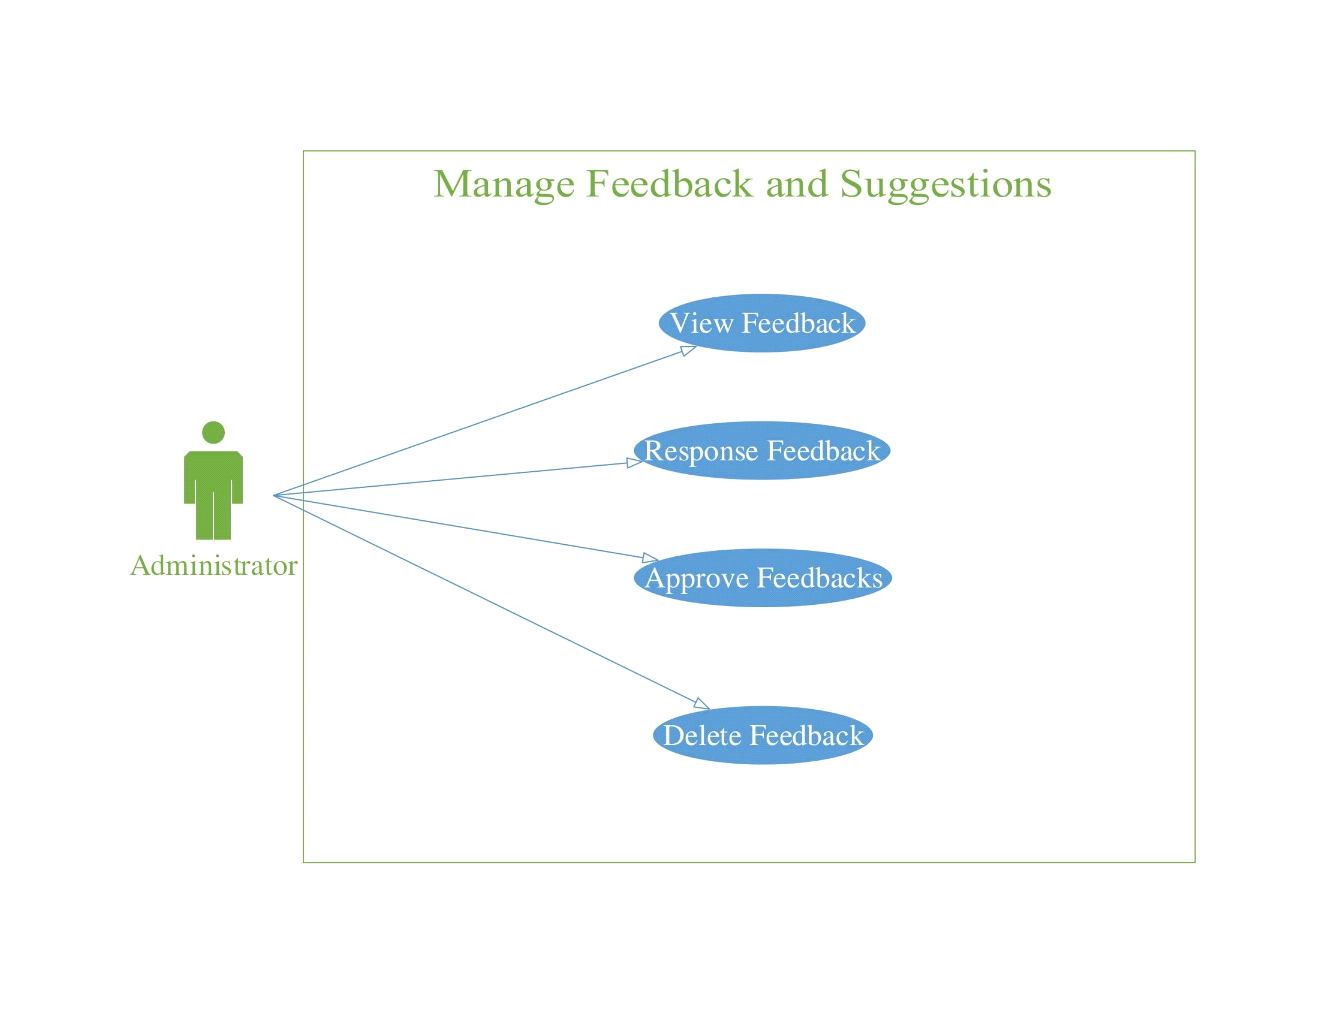 Manage Feedback and Suggestions
View Feedback
Response Feedback
Administrator
Approve Feedbacks
Delete Feedback